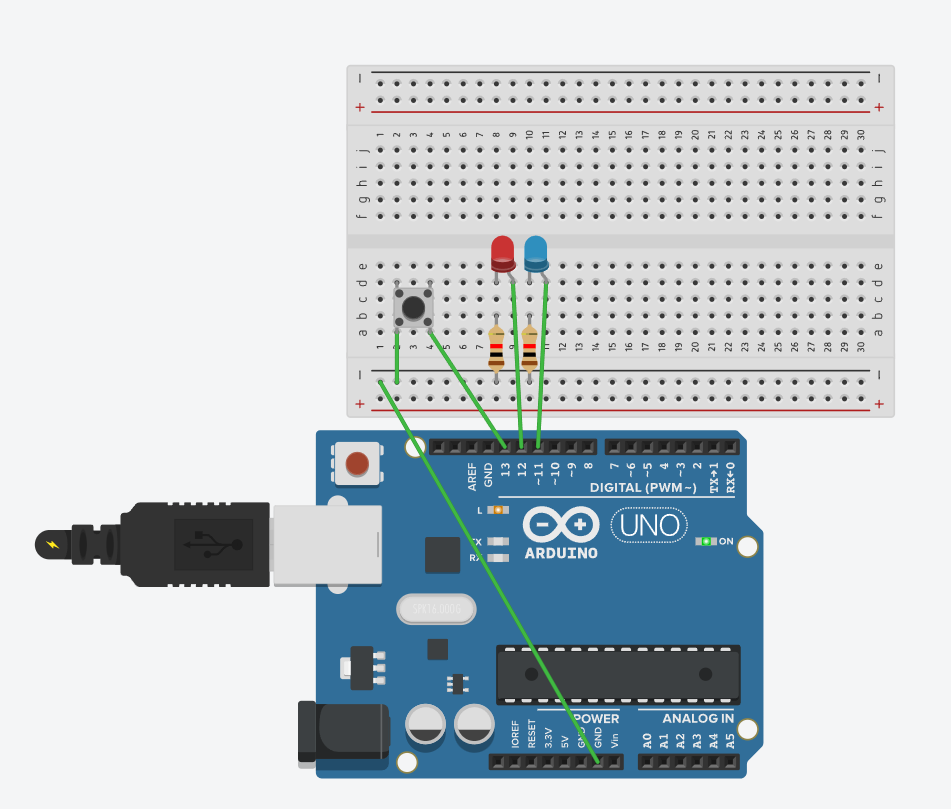 − −
+ +
1 2 3 4 5 6 7 8 9 10 11 12 13 14 15 16 17 18 19 20 21 22 23 24 25 26 27 28 29 30
j j
i i
h h
g g
f f
e e
d d
c c
b b
a a
1 3 4 5 6 7 8 9 10 11 12 13 14 15 16 17 18 19 20 21 22 23 24 25 26 27 28 29 30
− −
+ +
AREF GND 13 12 ~11 ~10 ~9 8 7 ~6 ~5 4 ~3 2 TX→1 RX←0
DIGITAL (PWM ~)
L
UNO
ON
ARDUINO
POWER ANALOG IN
IOREF RESET 3.3V 5V GND GND Vin A0 A1 A2 A3 A4 A5